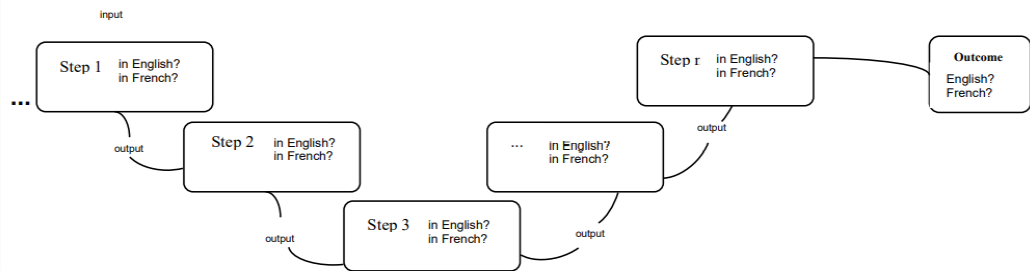 input
Step 1 in English?
in French?
...
output
Step 2 in English?
in French?
output
Step 3 in English?
in French?
output
... in English?
in French?
output
Step r in English?
in French?
Outcome
English?
French?